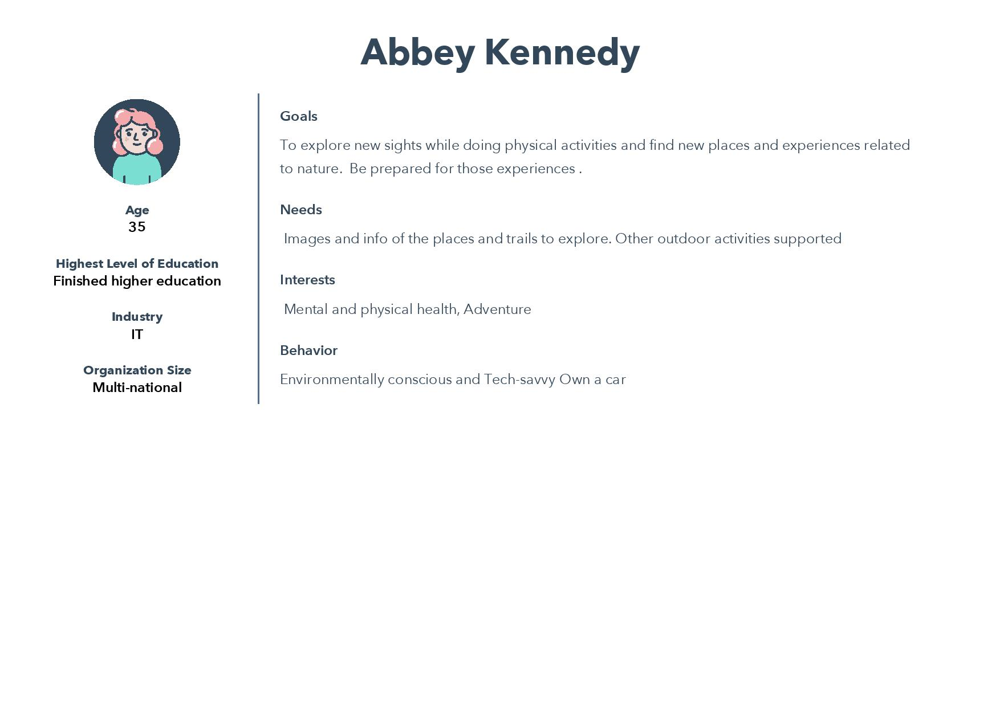 Abbey Kennedy
Age
35
Highest Level of Education
Finished higher education
Industry
IT
Organization Size
Multi-national
Goals
To explore new sights while doing physical activities and find new places and experiences related
to nature.  Be prepared for those experiences .
Needs
Images and info of the places and trails to explore. Other outdoor activities supported
Interests
Mental and physical health, Adventure
Behavior
Environmentally conscious and Tech-savvy Own a car